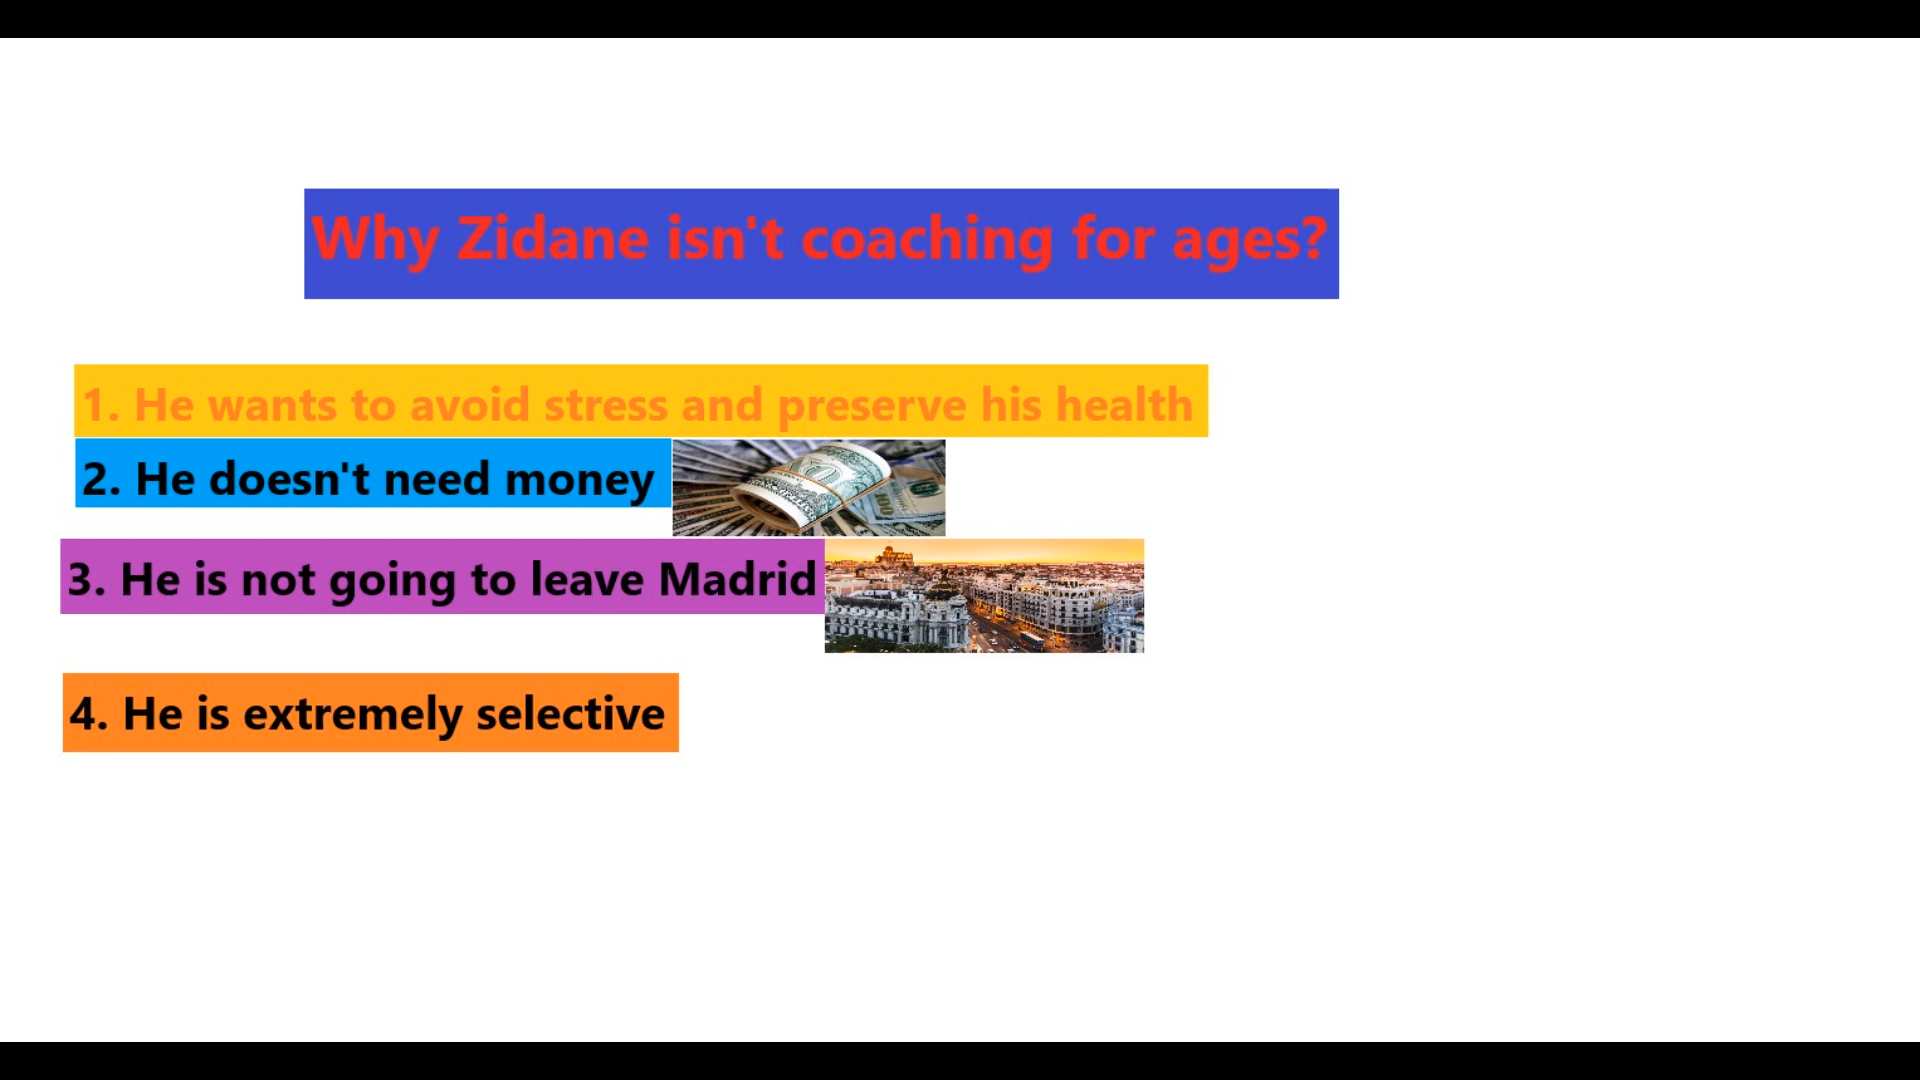 Why Zidane isn't coaching for ages?
1. He wants to avoid stress and preserve his health
2. He doesn't need money
3. He is not going to leave Madrid
4. He is extremely selective